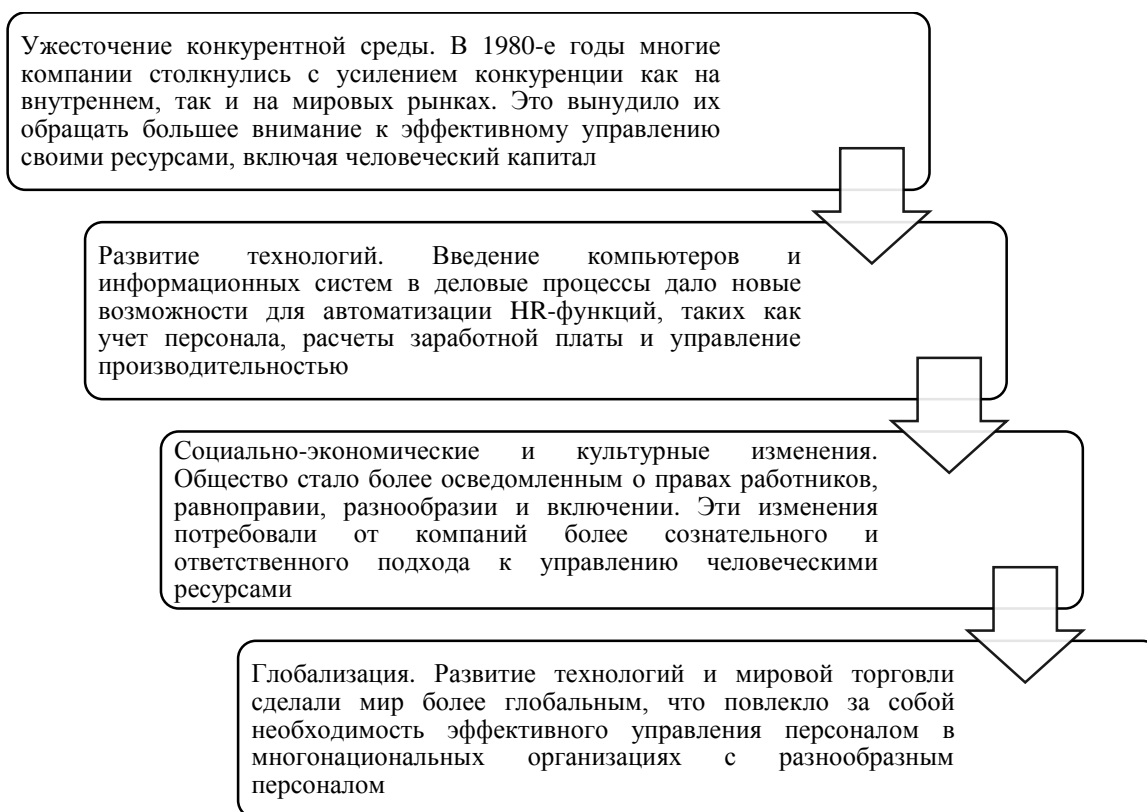 Ужесточение конкурентной среды. В 1980-е годы многие
компании столкнулись с усилением конкуренции как на
внутреннем, так и на мировых рынках. Это вынудило их
обращать большее внимание к эффективному управлению
своими ресурсами, включая человеческий капитал
Развитие технологий. Введение компьютеров и
информационных систем в деловые процессы дало новые
возможности для автоматизации HR-функций, таких как
учет персонала, расчеты заработной платы и управление
производительностью
Социально-экономические и культурные изменения.
Общество стало более осведомленным о правах работников,
равноправии, разнообразии и включении. Эти изменения
потребовали от компаний более сознательного и
ответственного подхода к управлению человеческими
ресурсами
Глобализация. Развитие технологий и мировой торговли
сделали мир более глобальным, что повлекло за собой
необходимость эффективного управления персоналом в
многонациональных организациях с разнообразным
персоналом